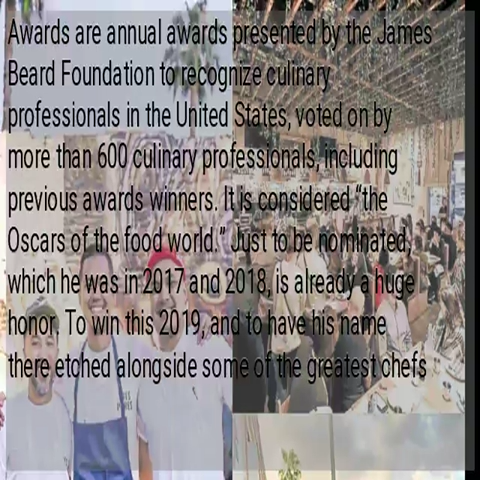 Awards are annual awards presented by the James
Beard Foundation to recognize culinary
professionals in the United States, voted on by
more than 600 culinary professionals, including
previous awards winners. It is considered “the
Oscars of the food world.” Just to be nominated,
which he was in 2017 and 2018, is already a huge
honor. To win this 2019, and to have his name
there etched alongside some of the greatest chefs